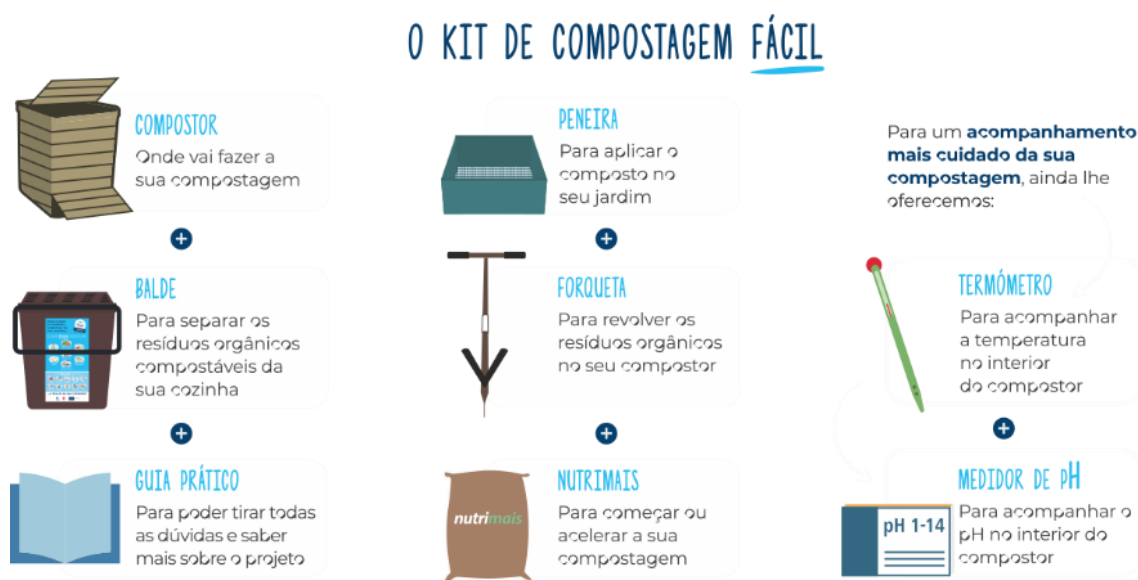 O KIT DE COMPOSTAGEM FÁCIL
COMPOSTOR
Onde vai fazer a
sua compostagem
BALDE
Para separar os
resíduos orgânicos
compostáveis da
sua cozinha
GUIA PRÁTICO
Para poder tirar todas
as dúvidas e saber
mais sobre o projeto
PENEIRA
Para aplicar o
composto no
seu jardim
FORQUETA
Para revolver os
resíduos orgânicos
no seu compostor
nutrimais
NUTRIMAIS
Para começar ou
acelerar a sua
compostagem
Para um acompanhamento
mais cuidado da sua
compostagem, ainda lhe
oferecemos:
TERMÓMETRO
Para acompanhar
a temperatura
no interior
do compostor
pH 1-14
MEDIDOR DE pH
Para acompanhar o
pH no interior do
compostor